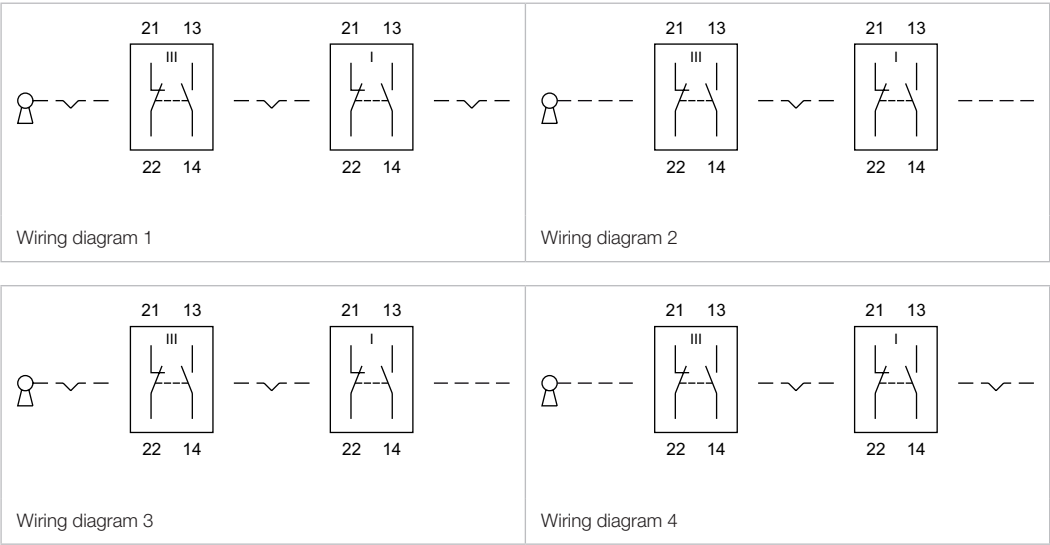 21 13 21 13 21 13 21 13
III I III I
22 14 22 14 22 14 22 14
Wiring diagram 1 Wiring diagram 2
21 13 21 13 21 13 21 13
III I III I
22 14 22 14 22 14 22 14
Wiring diagram 3 Wiring diagram 4